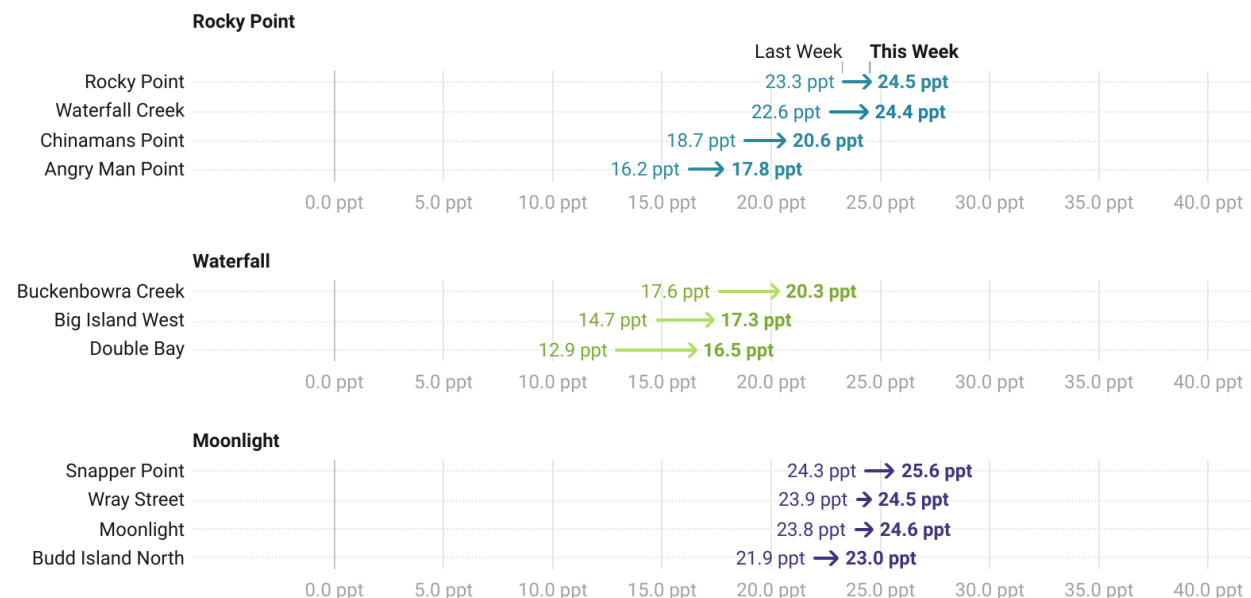 Rocky Point
Last Week This Week
Rocky Point 23.3 ppt 24.5 ppt
Waterfall Creek 22.6 ppt 24.4 ppt
Chinamans Point 18.7 ppt 20.6 ppt
Angry Man Point 16.2 ppt 17.8 ppt
0.0 ppt 5.0 ppt 10.0 ppt 15.0 ppt 20.0 ppt 25.0 ppt 30.0 ppt 35.0 ppt 40.0 ppt
Waterfall
Buckenbowra Creek 17.6 ppt 20.3 ppt
Big Island West 14.7 ppt 17.3 ppt
Double Bay 12.9 ppt 16.5 ppt
0.0 ppt 5.0 ppt 10.0 ppt 15.0 ppt 20.0 ppt 25.0 ppt 30.0 ppt 35.0 ppt 40.0 ppt
Moonlight
Snapper Point 24.3 ppt 25.6 ppt
Wray Street 23.9 ppt 24.5 ppt
Moonlight 23.8 ppt 24.6 ppt
Budd Island North 21.9 ppt 23.0 ppt
0.0 ppt 5.0 ppt 10.0 ppt 15.0 ppt 20.0 ppt 25.0 ppt 30.0 ppt 35.0 ppt 40.0 ppt